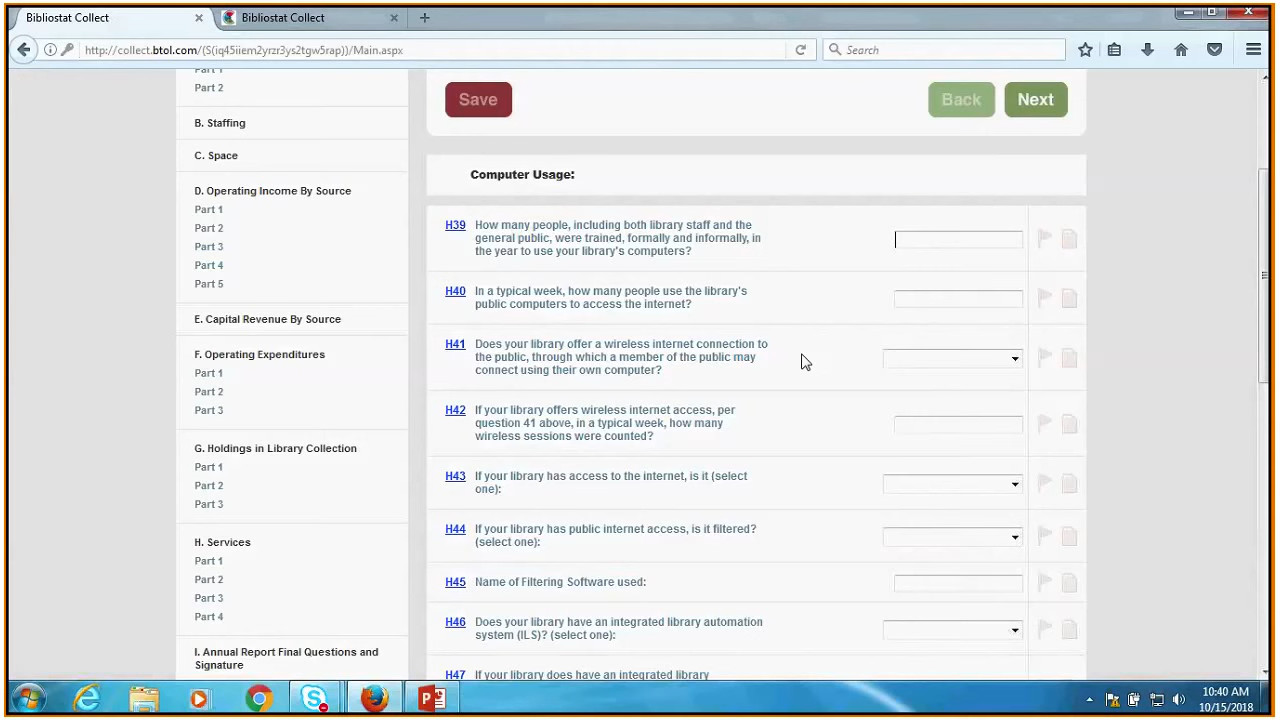 Bibliostat Collect
Bibliostat Collect
http://collect.btol.com/(S(iq45iiem2yrzr3ys2tgw5rap))/Main.aspx
Search
Part 1
Part 2
B. Staffing
C. Space
D. Operating Income By Source
Part 1
Part 2
Part 3
Part 4
Part 5
E. Capital Revenue By Source
F. Operating Expenditures
Part 1
Part 2
Part 3
G. Holdings in Library Collection
Part 1
Part 2
Part 3
H. Services
Part 1
Part 2
Part 3
Part 4
I. Annual Report Final Questions and
Signature
Save
Back
Next
Computer Usage:
H39 How many people, including both library staff and the
general public, were trained, formally and informally, in
the year to use your library's computers?
H40 In a typical week, how many people use the library's
public computers to access the internet?
H41 Does your library offer a wireless internet connection to
the public, through which a member of the public may
connect using their own computer?
H42 If your library offers wireless internet access, per
question 41 above, in a typical week, how many
wireless sessions were counted?
H43 If your library has access to the internet, is it (select
one):
H44 If your library has public internet access, is it filtered?
(select one):
H45 Name of Filtering Software used:
H46 Does your library have an integrated library automation
system (ILS)? (select one):
H47 If your library does have an integrated library
10:40 AM
10/15/2018